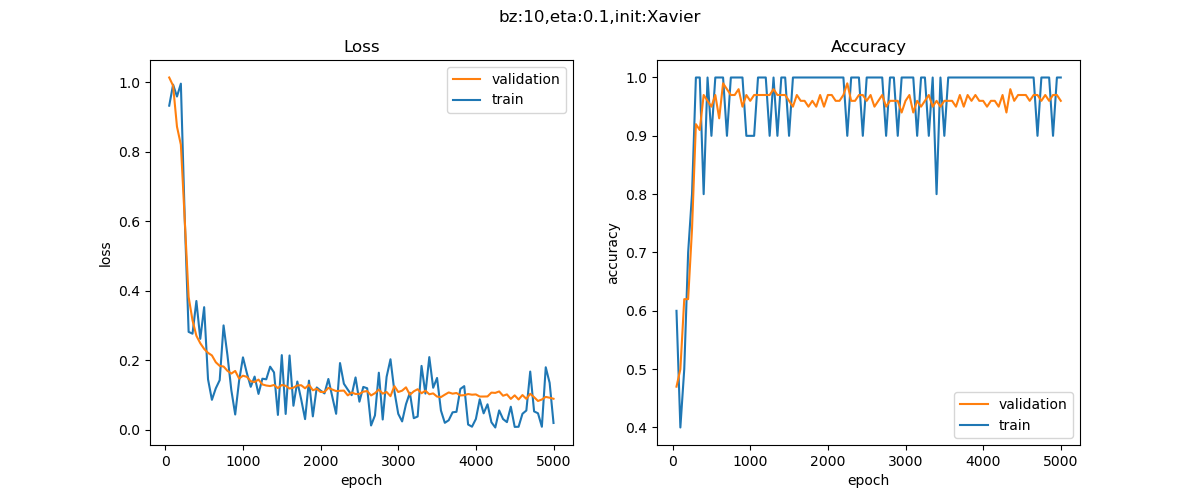 bz:10,eta:0.1,init:Xavier
Loss
1.0
0.8
0.6
0.4
0.2
0.0
loss
validation
train
0
1000
2000
3000
4000
5000
epoch
Accuracy
1.0
0.9
0.8
0.7
0.6
0.5
0.4
accuracy
validation
train
0
1000
2000
3000
4000
5000
epoch